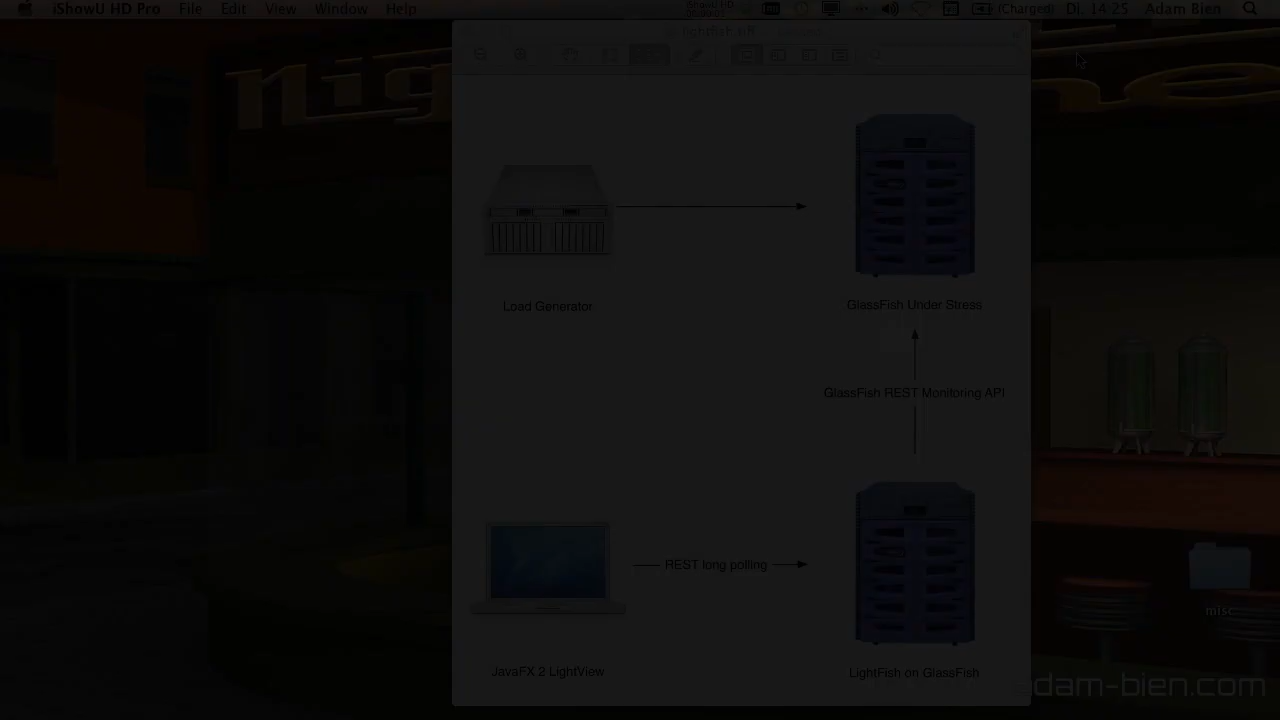 iShowU HD Pro File Edit View Window Help
(Charged) Di. 14:25 Adam Bien
Load Generator
GlassFish Under Stress
GlassFish REST Monitoring API
REST long polling
misc
JavaFX 2 LightView
LightFish on GlassFish
adam-bien.com